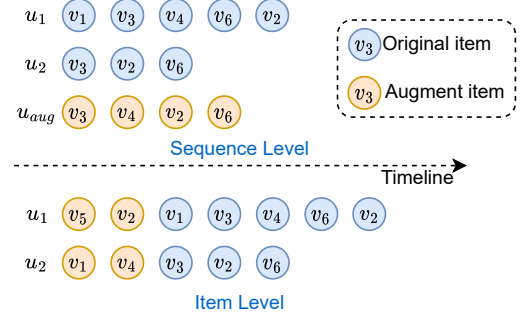 u1 v1 v3 v4 v6 v2
v3 Original item
u2 v3 v2 v6
v3 Augment item
uaug v3 v4 v2 v6
Sequence Level
Timeline
u1 v5 v2 v1 v3 v4 v6 v2
u2 v1 v4 v3 v2 v6
Item Level